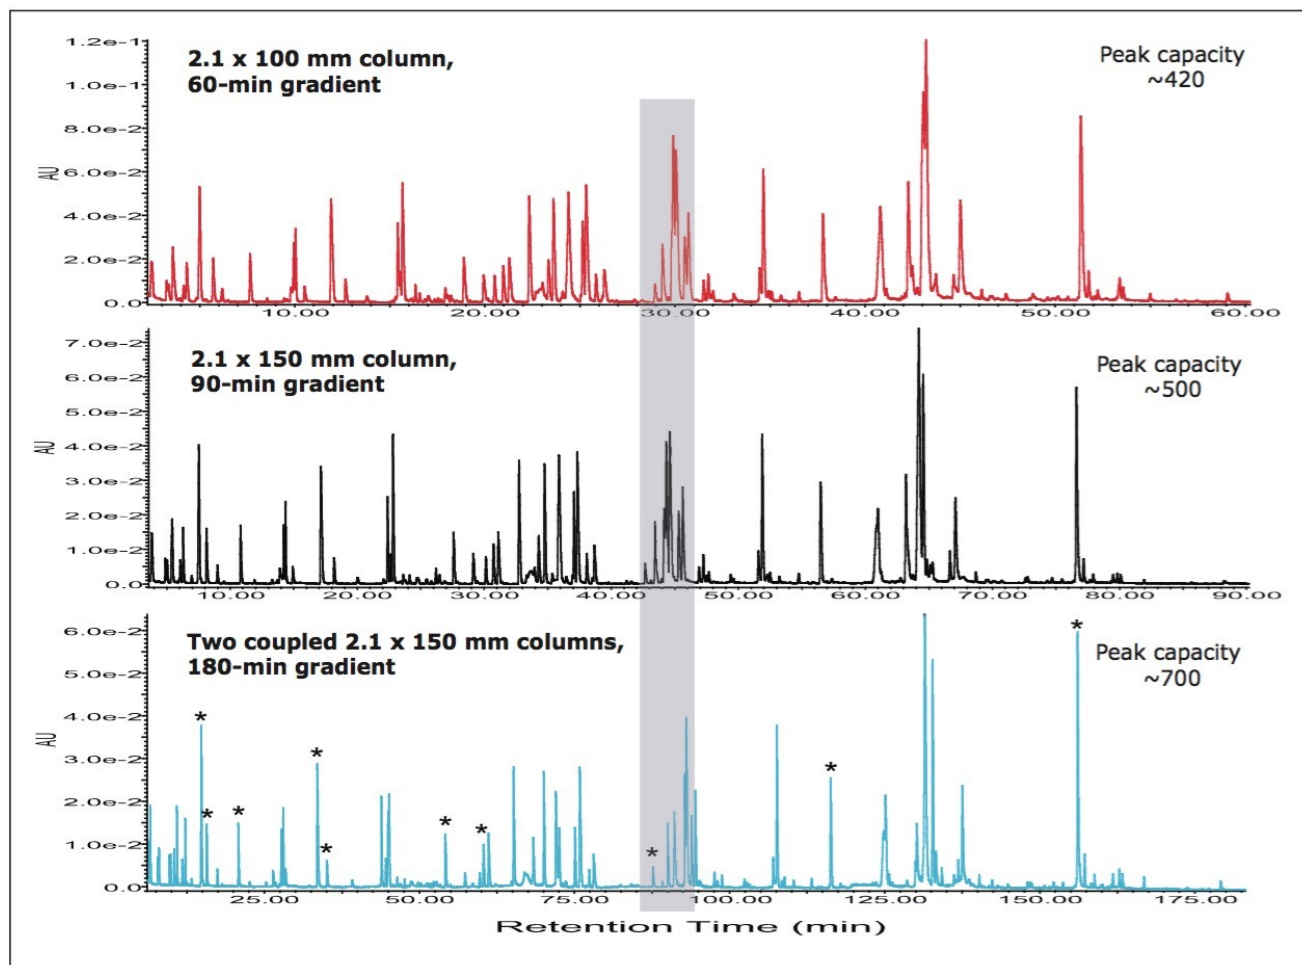 2.1 x 100 mm column,
60-min gradient
Peak capacity
~420
1.2e-1
1.0e-1
8.0e-2
6.0e-2
4.0e-2
2.0e-2
0.0
AU
10.00 20.00 30.00 40.00 50.00 60.00
2.1 x 150 mm column,
90-min gradient
Peak capacity
~500
7.0e-2
6.0e-2
5.0e-2
4.0e-2
3.0e-2
2.0e-2
1.0e-2
0.0
AU
10.00 20.00 30.00 40.00 50.00 60.00 70.00 80.00 90.00
Two coupled 2.1 x 150 mm columns,
180-min gradient
Peak capacity
~700
6.0e-2
4.0e-2
3.0e-2
2.0e-2
1.0e-2
0.0
AU
* * * * * * * * * *
25.00 50.00 75.00 100.00 125.00 150.00 175.00
Retention Time (min)